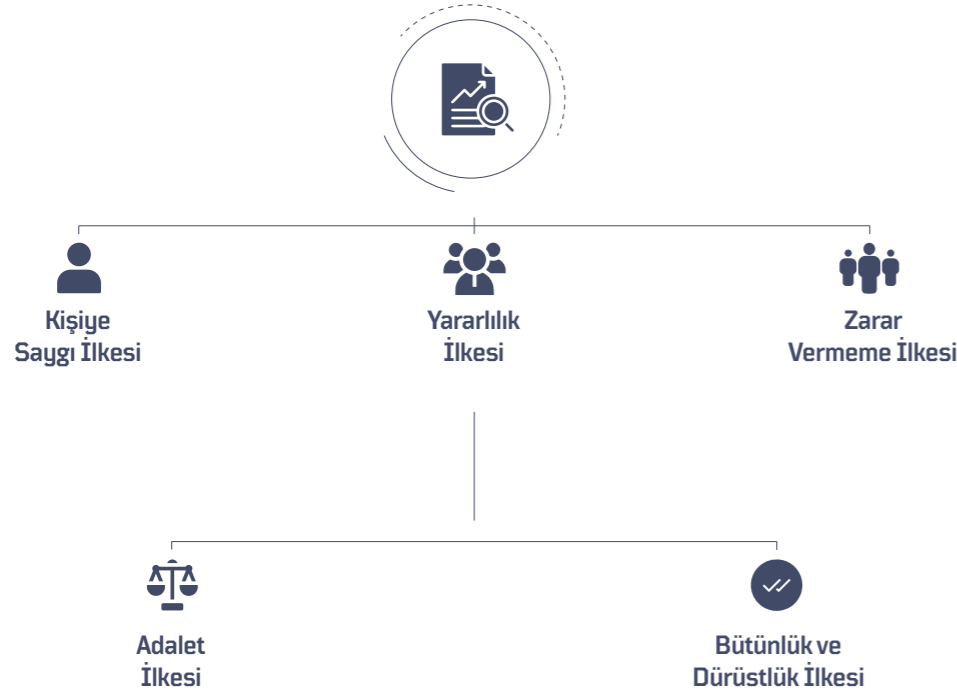 Kişiye
Saygı İlkesi
Yararlılık
İlkesi
Zarar
Vermeme İlkesi
Adalet
İlkesi
Bütünlük ve
Dürüstlük İlkesi